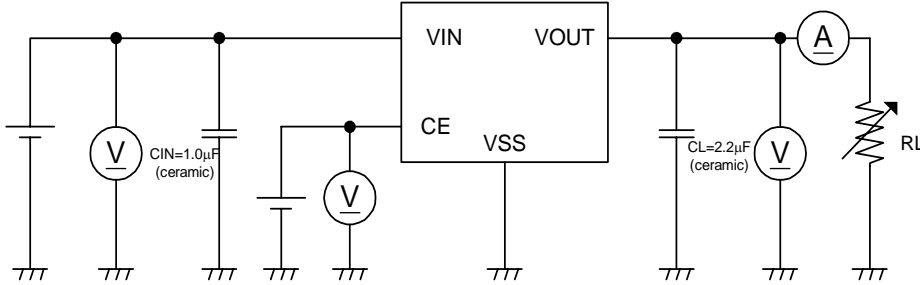 VIN
VOUT
A
CE
VSS
V
CIN=1.0μF
(ceramic)
V
CL=2.2μF
(ceramic)
V
RL